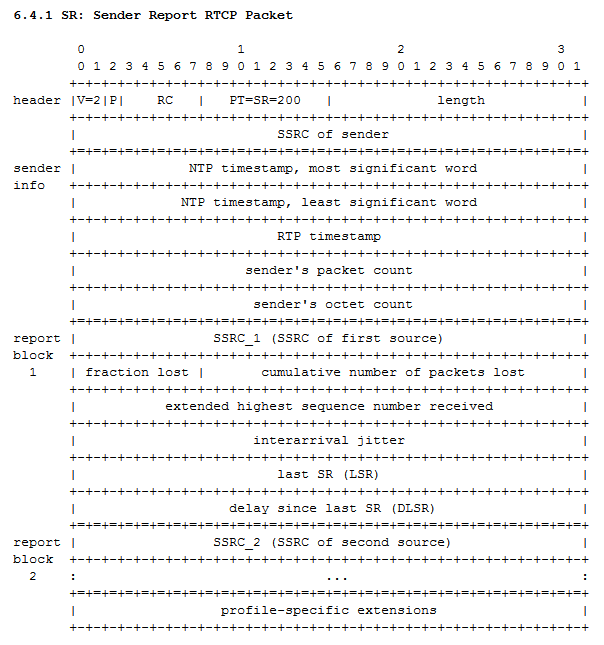 6.4.1 SR: Sender Report RTCP Packet
        0                   1                   2                   3
        0 1 2 3 4 5 6 7 8 9 0 1 2 3 4 5 6 7 8 9 0 1 2 3 4 5 6 7 8 9 0 1
       +-+-+-+-+-+-+-+-+-+-+-+-+-+-+-+-+-+-+-+-+-+-+-+-+-+-+-+-+-+-+-+-+
header |V=2|P|    RC   |   PT=SR=200   |             length            |
       +-+-+-+-+-+-+-+-+-+-+-+-+-+-+-+-+-+-+-+-+-+-+-+-+-+-+-+-+-+-+-+-+
       |                         SSRC of sender                        |
       +=+=+=+=+=+=+=+=+=+=+=+=+=+=+=+=+=+=+=+=+=+=+=+=+=+=+=+=+=+=+=+=+
sender |              NTP timestamp, most significant word             |
info   +-+-+-+-+-+-+-+-+-+-+-+-+-+-+-+-+-+-+-+-+-+-+-+-+-+-+-+-+-+-+-+-+
       |             NTP timestamp, least significant word             |
       +-+-+-+-+-+-+-+-+-+-+-+-+-+-+-+-+-+-+-+-+-+-+-+-+-+-+-+-+-+-+-+-+
       |                         RTP timestamp                         |
       +-+-+-+-+-+-+-+-+-+-+-+-+-+-+-+-+-+-+-+-+-+-+-+-+-+-+-+-+-+-+-+-+
       |                     sender's packet count                     |
       +-+-+-+-+-+-+-+-+-+-+-+-+-+-+-+-+-+-+-+-+-+-+-+-+-+-+-+-+-+-+-+-+
       |                      sender's octet count                     |
       +=+=+=+=+=+=+=+=+=+=+=+=+=+=+=+=+=+=+=+=+=+=+=+=+=+=+=+=+=+=+=+=+
report |                 SSRC_1 (SSRC of first source)                 |
block  +-+-+-+-+-+-+-+-+-+-+-+-+-+-+-+-+-+-+-+-+-+-+-+-+-+-+-+-+-+-+-+-+
  1    | fraction lost |       cumulative number of packets lost       |
       +-+-+-+-+-+-+-+-+-+-+-+-+-+-+-+-+-+-+-+-+-+-+-+-+-+-+-+-+-+-+-+-+
       |           extended highest sequence number received           |
       +-+-+-+-+-+-+-+-+-+-+-+-+-+-+-+-+-+-+-+-+-+-+-+-+-+-+-+-+-+-+-+-+
       |                      interarrival jitter                      |
       +-+-+-+-+-+-+-+-+-+-+-+-+-+-+-+-+-+-+-+-+-+-+-+-+-+-+-+-+-+-+-+-+
       |                         last SR (LSR)                         |
       +-+-+-+-+-+-+-+-+-+-+-+-+-+-+-+-+-+-+-+-+-+-+-+-+-+-+-+-+-+-+-+-+
       |                   delay since last SR (DLSR)                  |
       +=+=+=+=+=+=+=+=+=+=+=+=+=+=+=+=+=+=+=+=+=+=+=+=+=+=+=+=+=+=+=+=+
report |                 SSRC_2 (SSRC of second source)                |
block  +-+-+-+-+-+-+-+-+-+-+-+-+-+-+-+-+-+-+-+-+-+-+-+-+-+-+-+-+-+-+-+-+
  2    :                               ...                             :
       +=+=+=+=+=+=+=+=+=+=+=+=+=+=+=+=+=+=+=+=+=+=+=+=+=+=+=+=+=+=+=+=+
       |                  profile-specific extensions                  |
       +-+-+-+-+-+-+-+-+-+-+-+-+-+-+-+-+-+-+-+-+-+-+-+-+-+-+-+-+-+-+-+-+